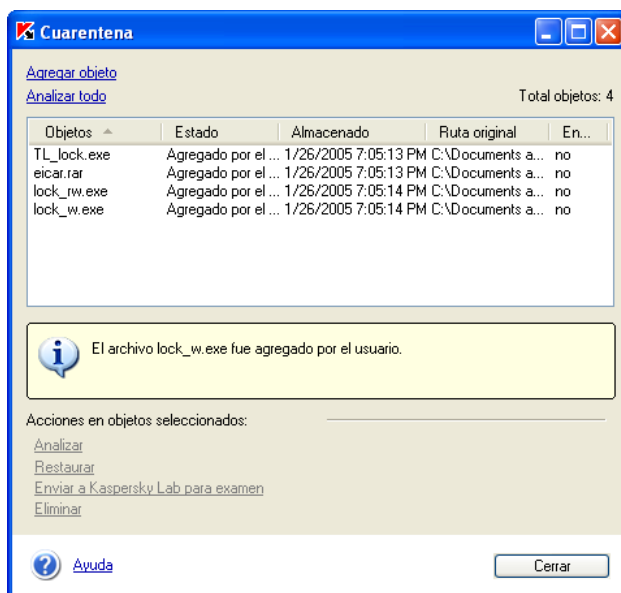 Cuarentena
Agregar objeto
Analizar todo
Total objetos: 4
Objetos Estado Almacenado Ruta original En...
TL_lock.exe Agregado por el ... 1/26/2005 7:05:13 PM C:\Documents a... no
eicar.rar Agregado por el ... 1/26/2005 7:05:13 PM C:\Documents a... no
lock_rw.exe Agregado por el ... 1/26/2005 7:05:14 PM C:\Documents a... no
lock_w.exe Agregado por el ... 1/26/2005 7:05:14 PM C:\Documents a... no
El archivo lock_w.exe fue agregado por el usuario.
Acciones en objetos seleccionados:
Analizar
Restaurar
Enviar a Kaspersky Lab para examen
Eliminar
Ayuda
Cerrar